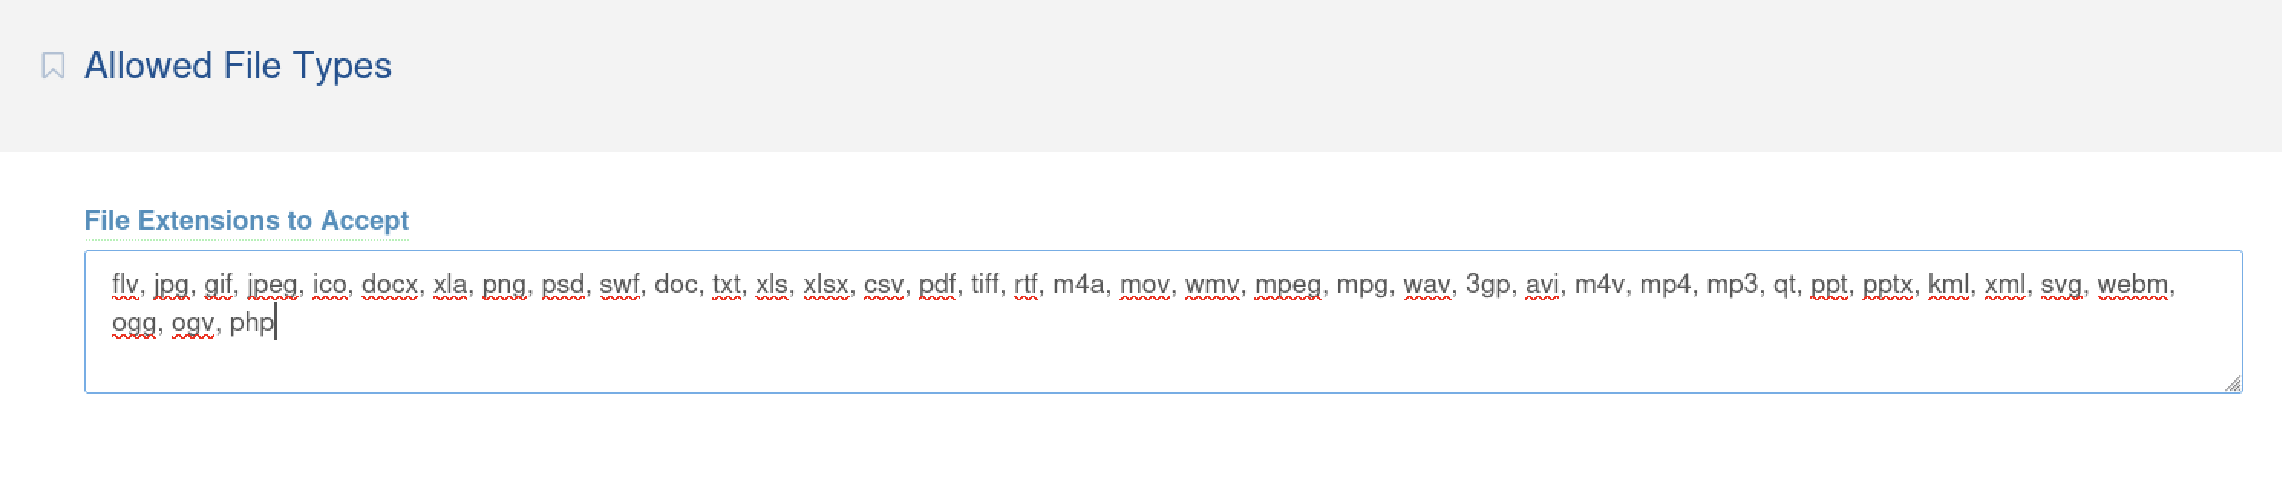 Allowed File Types
File Extensions to Accept
flv, jpg, gif, jpeg, ico, docx, xla, png, psd, swf, doc, txt, xls, xlsx, csv, pdf, tiff, rtf, m4a, mov, wmv, mpeg, mpg, wav, 3gp, avi, m4v, mp4, mp3, qt, ppt, pptx, kml, xml, svg, webm,
ogg, ogv, php